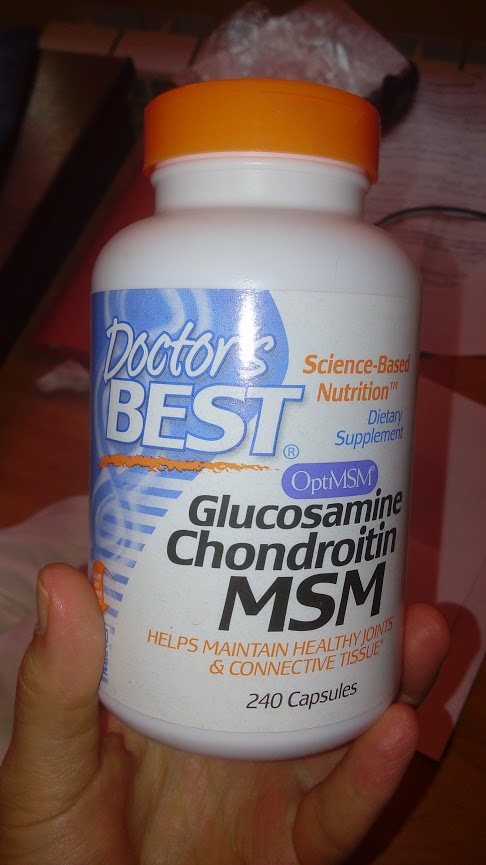 Doctor's
BEST®
Science-Based
Nutrition™
Dietary
Supplement
OptiMSM®
Glucosamine
Chondroitin
MSM
HELPS MAINTAIN HEALTHY JOINTS
& CONNECTIVE TISSUE*
240 Capsules